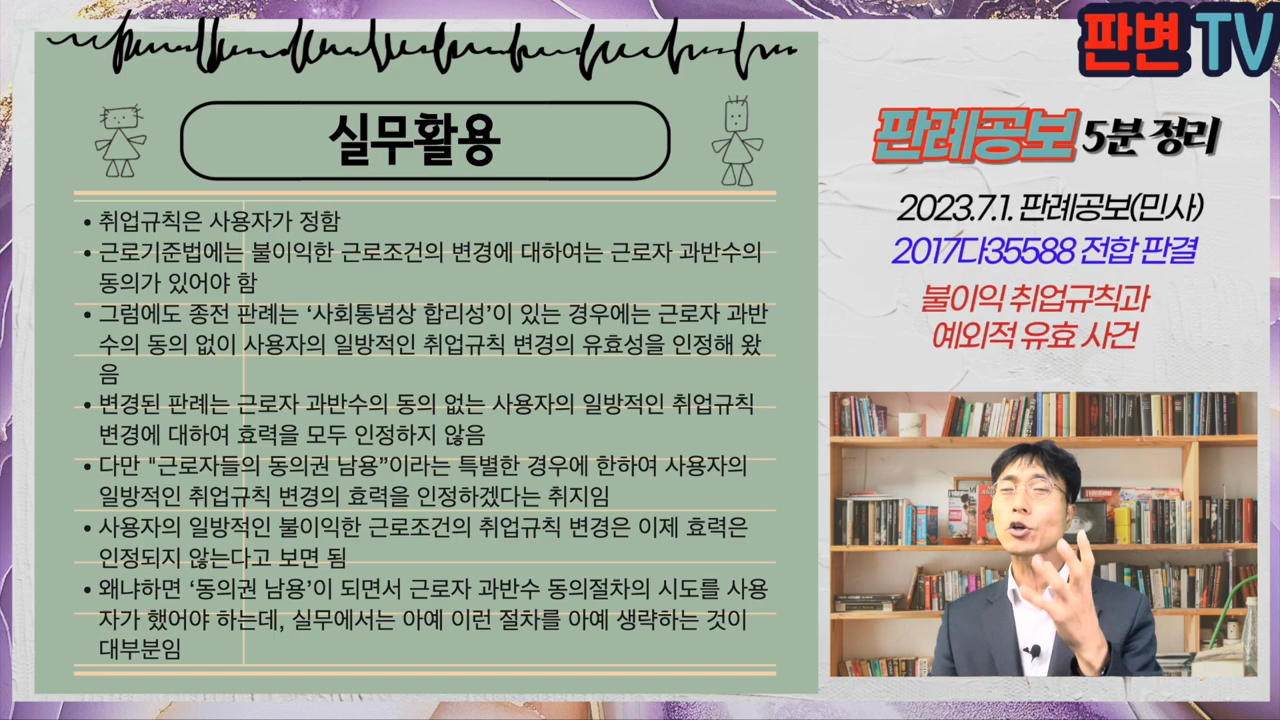 판변 TV
실무활용
• 취업규칙은 사용자가 정함
• 근로기준법에는 불이익한 근로조건의 변경에 대하여는 근로자 과반수의
동의가 있어야 함
• 그럼에도 종전 판례는 ‘사회통념상 합리성’이 있는 경우에는 근로자 과반
수의 동의 없이 사용자의 일방적인 취업규칙 변경의 유효성을 인정해 왔
음
• 변경된 판례는 근로자 과반수의 동의 없는 사용자의 일방적인 취업규칙
변경에 대하여 효력을 모두 인정하지 않음
• 다만 "근로자들의 동의권 남용”이라는 특별한 경우에 한하여 사용자의
일방적인 취업규칙 변경의 효력을 인정하겠다는 취지임
• 사용자의 일방적인 불이익한 근로조건의 취업규칙 변경은 이제 효력은
인정되지 않는다고 보면 됨
• 왜냐하면 ‘동의권 남용’이 되면서 근로자 과반수 동의절차의 시도를 사용
자가 했어야 하는데, 실무에서는 아예 이런 절차를 아예 생략하는 것이
대부분임
판례공보 5분 정리
2023.7.1. 판례공보(민사)
2017다35588 전합 판결
불이익 취업규칙과
예외적 유효 사건